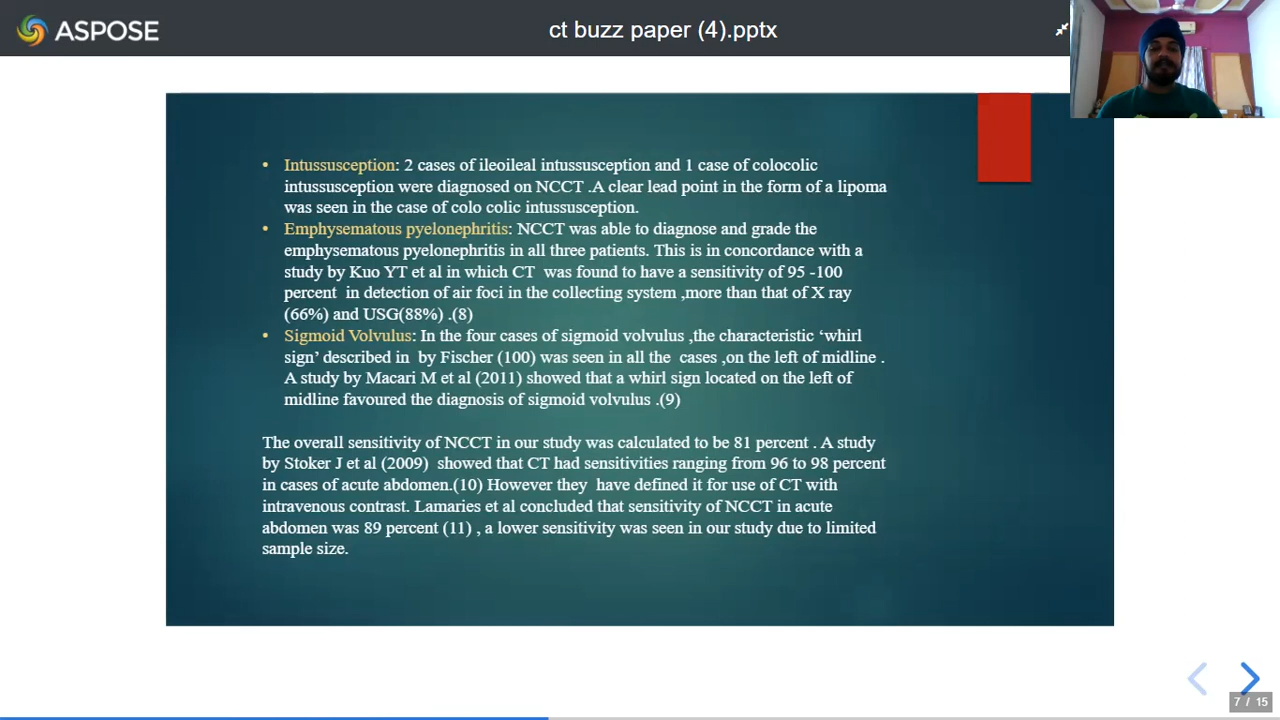 ASPOSE
ct buzz paper (4).pptx
• Intussusception: 2 cases of ileoileal intussusception and 1 case of colocolic
intussusception were diagnosed on NCCT .A clear lead point in the form of a lipoma
was seen in the case of colo colic intussusception.
• Emphysematous pyelonephritis: NCCT was able to diagnose and grade the
emphysematous pyelonephritis in all three patients. This is in concordance with a
study by Kuo YT et al in which CT  was found to have a sensitivity of 95 -100
percent  in detection of air foci in the collecting system ,more than that of X ray
(66%) and USG(88%) .(8)
• Sigmoid Volvulus: In the four cases of sigmoid volvulus ,the characteristic ‘whirl
sign’ described in  by Fischer (100) was seen in all the  cases ,on the left of midline .
A study by Macari M et al (2011) showed that a whirl sign located on the left of
midline favoured the diagnosis of sigmoid volvulus .(9)
The overall sensitivity of NCCT in our study was calculated to be 81 percent . A study
by Stoker J et al (2009)  showed that CT had sensitivities ranging from 96 to 98 percent
in cases of acute abdomen.(10) However they  have defined it for use of CT with
intravenous contrast. Lamaries et al concluded that sensitivity of NCCT in acute
abdomen was 89 percent (11) , a lower sensitivity was seen in our study due to limited
sample size.
7 / 15